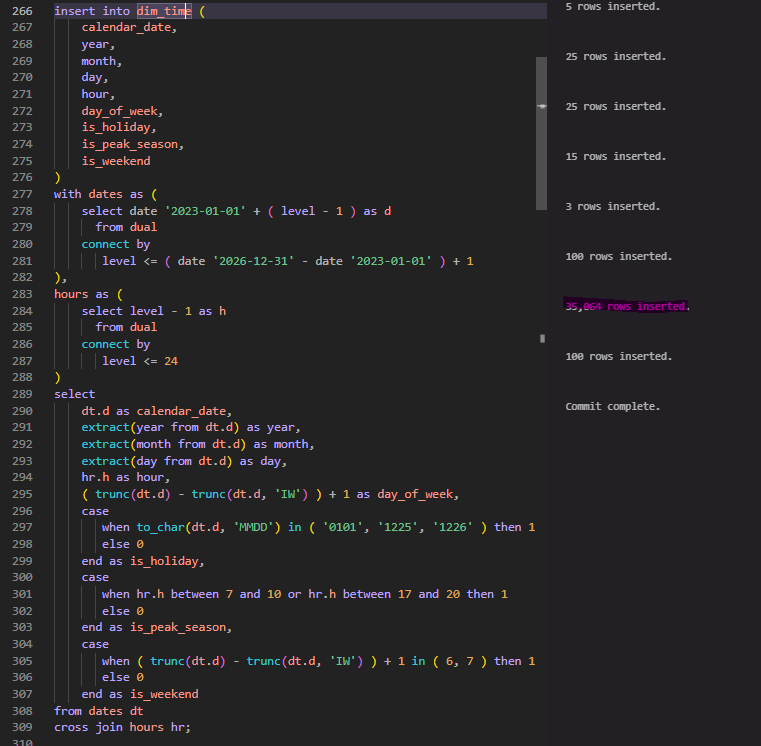 266 insert into dim_time (
267 calendar_date,
268 year,
269 month,
270 day,
271 hour,
272 day_of_week,
273 is_holiday,
274 is_peak_season,
275 is_weekend
276 )
277 with dates as (
278 select date '2023-01-01' + ( level - 1 ) as d
279 from dual
280 connect by
281 level <= ( date '2026-12-31' - date '2023-01-01' ) + 1
282 ),
283 hours as (
284 select level - 1 as h
285 from dual
286 connect by
287 level <= 24
288 )
289 select
290 dt.d as calendar_date,
291 extract(year from dt.d) as year,
292 extract(month from dt.d) as month,
293 extract(day from dt.d) as day,
294 hr.h as hour,
295 ( trunc(dt.d) - trunc(dt.d, 'IW') ) + 1 as day_of_week,
296 case
297 when to_char(dt.d, 'MMDD') in ( '0101', '1225', '1226' ) then 1
298 else 0
299 end as is_holiday,
300 case
301 when hr.h between 7 and 10 or hr.h between 17 and 20 then 1
302 else 0
303 end as is_peak_season,
304 case
305 when ( trunc(dt.d) - trunc(dt.d, 'IW') ) + 1 in ( 6, 7 ) then 1
306 else 0
307 end as is_weekend
308 from dates dt
309 cross join hours hr;
310
5 rows inserted.
25 rows inserted.
25 rows inserted.
15 rows inserted.
3 rows inserted.
100 rows inserted.
35,064 rows inserted.
100 rows inserted.
Commit complete.